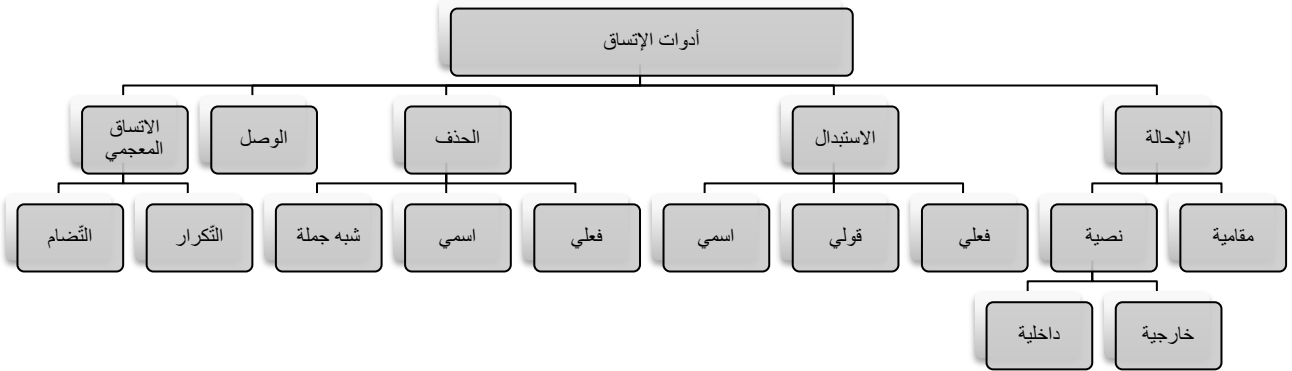 أدوات الإتساق
الإحالة
الاستبدال
الحذف
الوصل
الاتساق
المعجمي
مقامية
نصية
فعلي
قولي
اسمي
فعلي
اسمي
شبه جملة
التّكرار
التّضام
خارجية
داخلية